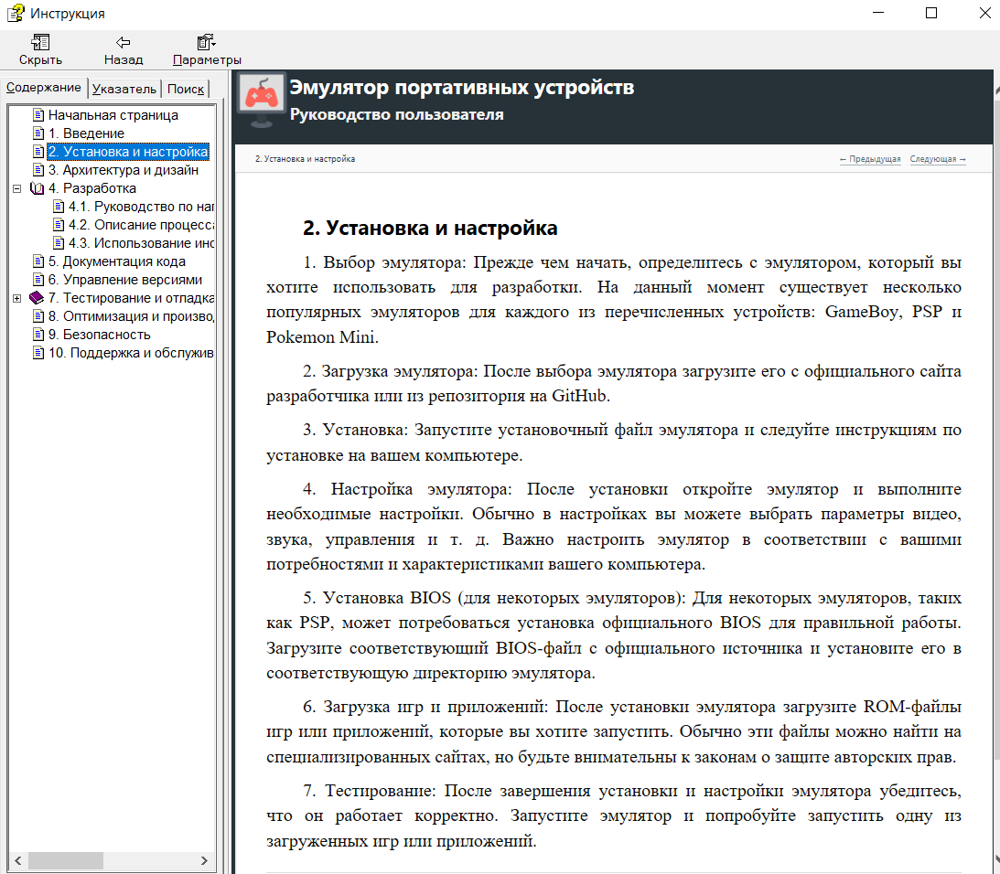 Инструкция
Скрыть
Назад
Параметры
Содержание
Указатель
Поиск
Начальная страница
1. Введение
2. Установка и настройка
3. Архитектура и дизайн
4. Разработка
4.1. Руководство по наг
4.2. Описание процесса
4.3. Использование инс
5. Документация кода
6. Управление версиями
7. Тестирование и отладка
8. Оптимизация и произво,
9. Безопасность
10. Поддержка и обслужив
Эмулятор портативных устройств
Руководство пользователя
2. Установка и настройка
← Предыдущая
Следующая →
2. Установка и настройка
1. Выбор эмулятора: Прежде чем начать, определитесь с эмулятором, который вы
хотите использовать для разработки. На данный момент существует несколько
популярных эмуляторов для каждого из перечисленных устройств: GameBoy, PSP и
Pokemon Mini.
2. Загрузка эмулятора: После выбора эмулятора загрузите его с официального сайта
разработчика или из репозитория на GitHub.
3. Установка: Запустите установочный файл эмулятора и следуйте инструкциям по
установке на вашем компьютере.
4. Настройка эмулятора: После установки откройте эмулятор и выполните
необходимые настройки. Обычно в настройках вы можете выбрать параметры видео,
звука, управления и т. д. Важно настроить эмулятор в соответствии с вашими
потребностями и характеристиками вашего компьютера.
5. Установка BIOS (для некоторых эмуляторов): Для некоторых эмуляторов, таких
как PSP, может потребоваться установка официального BIOS для правильной работы.
Загрузите соответствующий BIOS-файл с официального источника и установите его в
соответствующую директорию эмулятора.
6. Загрузка игр и приложений: После установки эмулятора загрузите ROM-файлы
игр или приложений, которые вы хотите запустить. Обычно эти файлы можно найти на
специализированных сайтах, но будьте внимательны к законам о защите авторских прав.
7. Тестирование: После завершения установки и настройки эмулятора убедитесь,
что он работает корректно. Запустите эмулятор и попробуйте запустить одну из
загруженных игр или приложений.